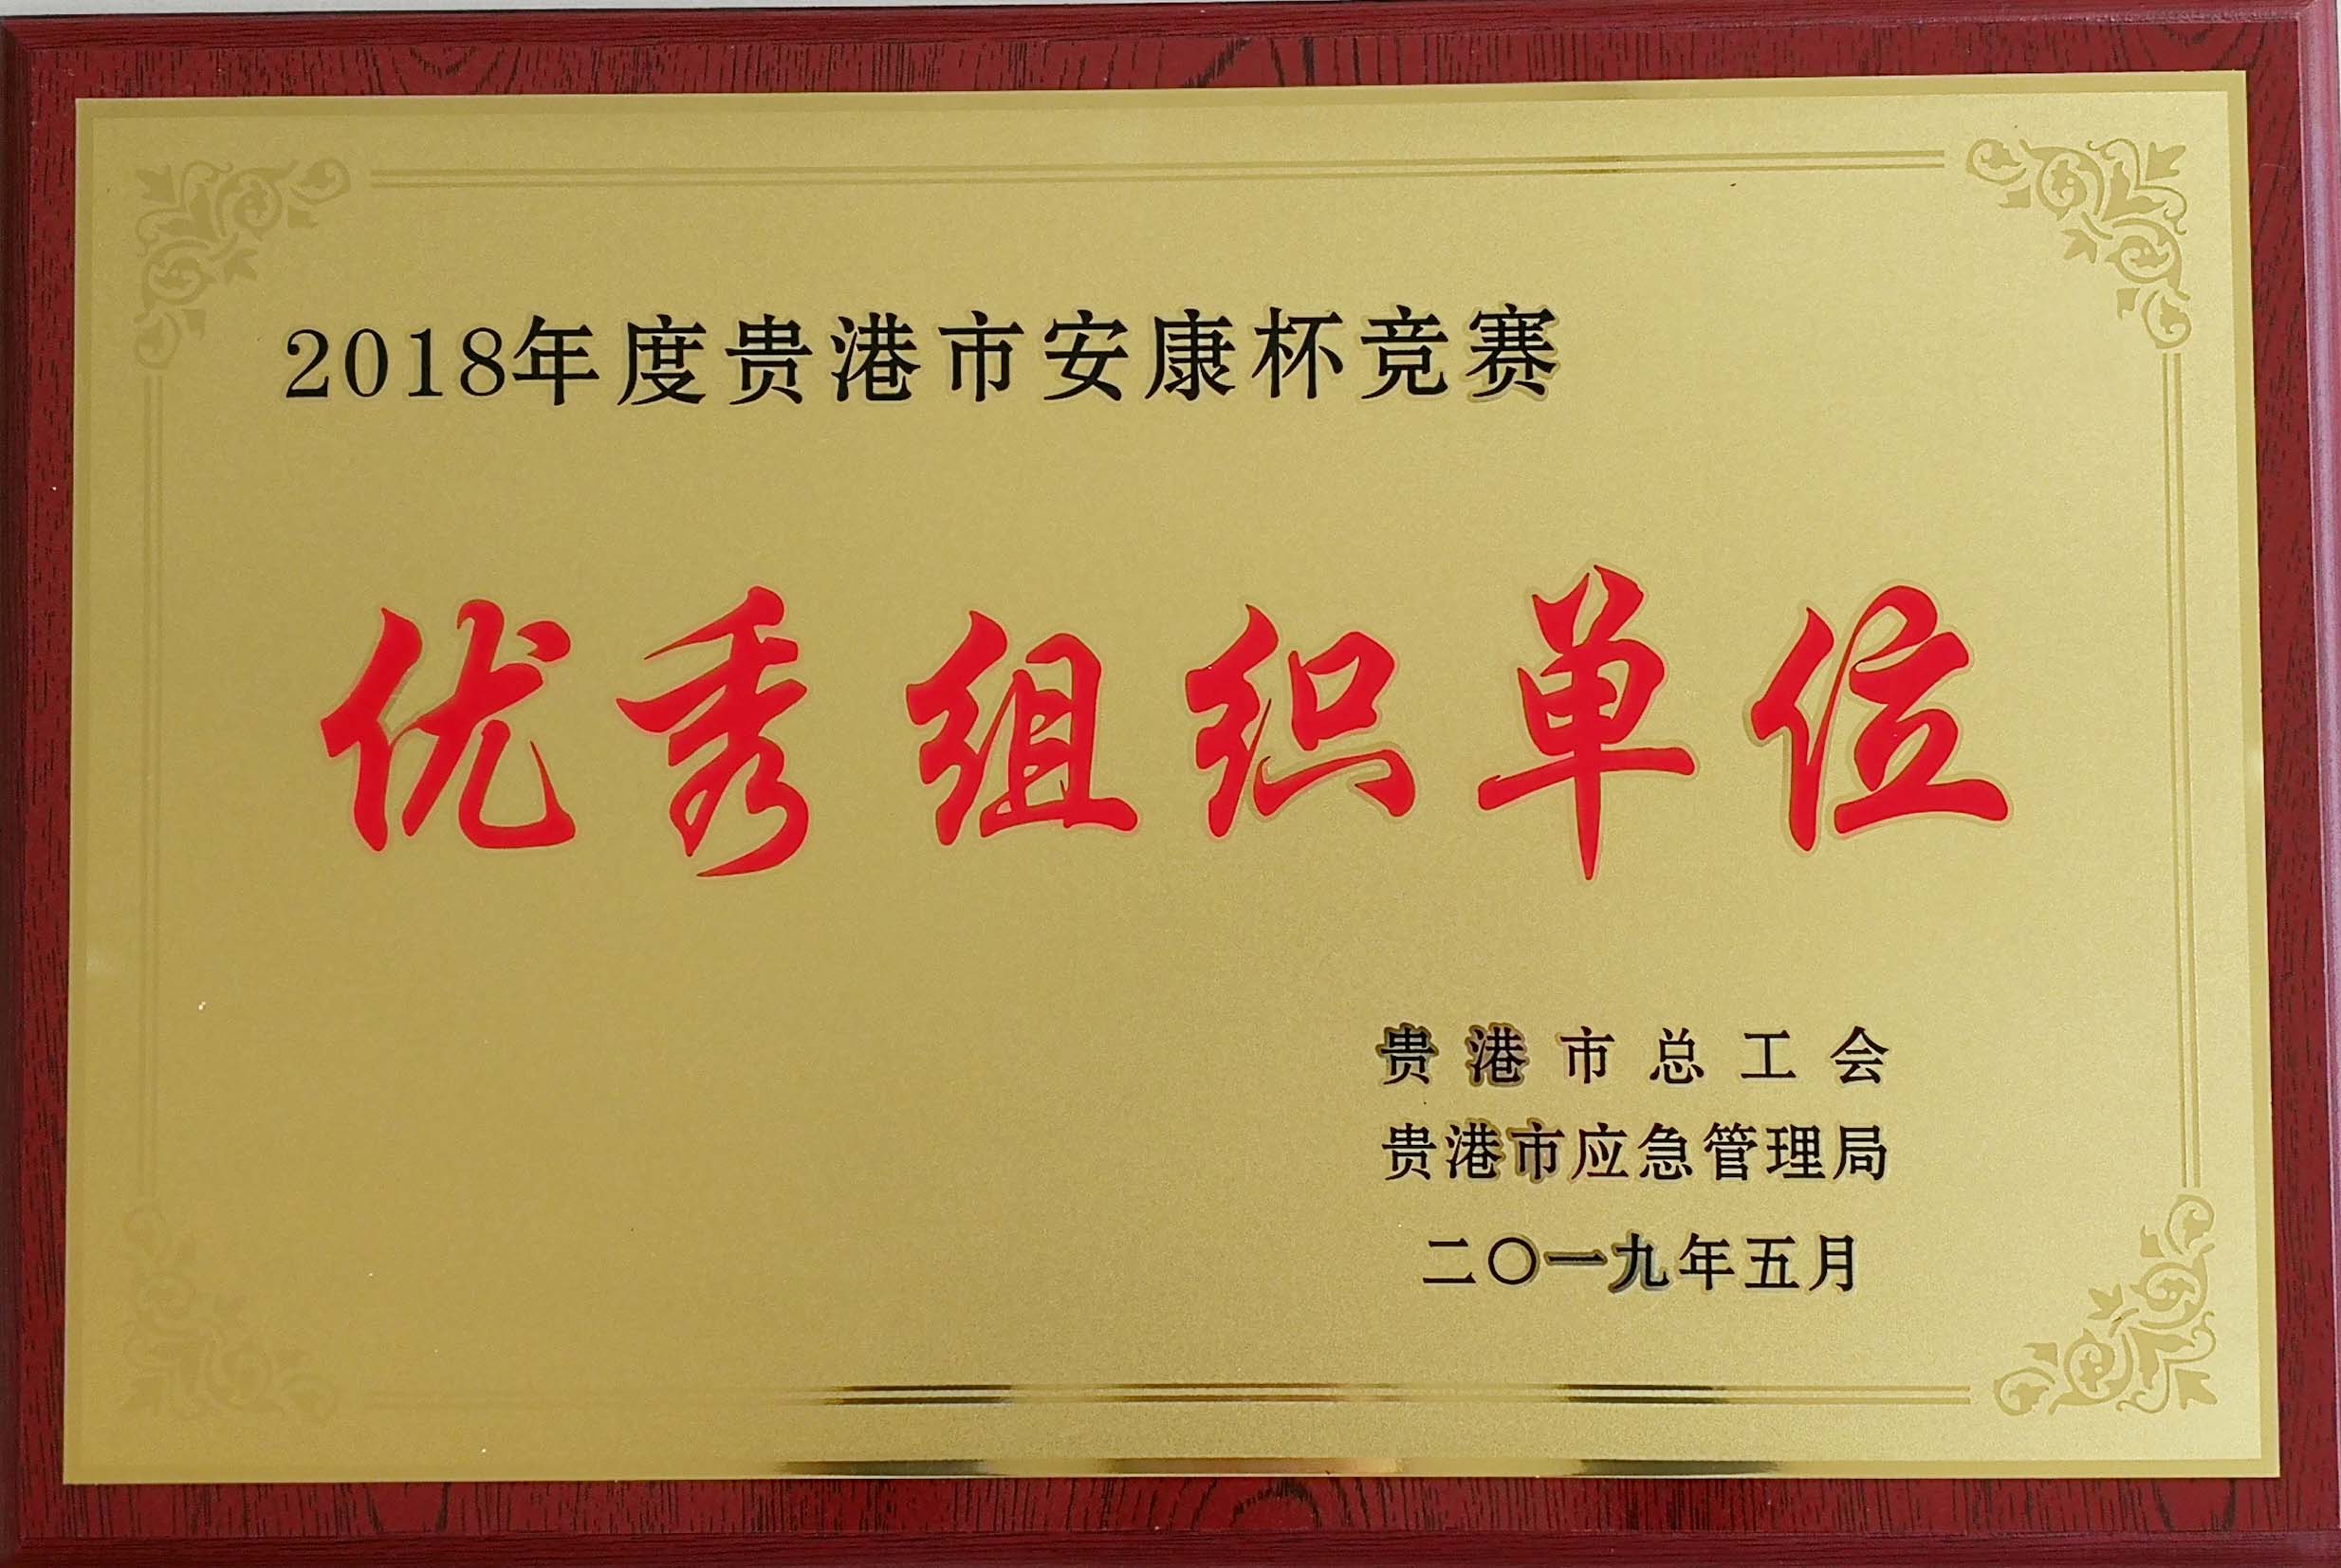 2018年度贵港市安康杯竞赛
优秀组织单位
贵港市总工会
贵港市应急管理局
二〇一九年五月